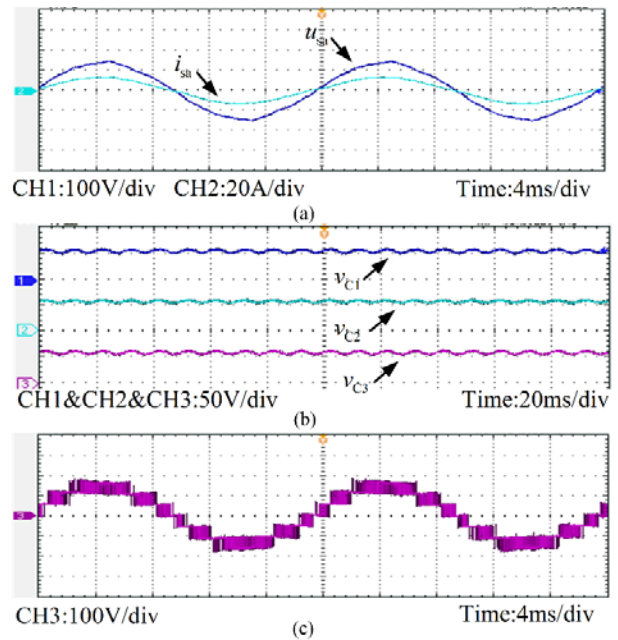 u_sa
i_sa
2
CH1:100V/div CH2:20A/div Time:4ms/div
(a)
1
v_C1
2
v_C2
3
v_C3
CH1&CH2&CH3:50V/div Time:20ms/div
(b)
3
CH3:100V/div Time:4ms/div
(c)